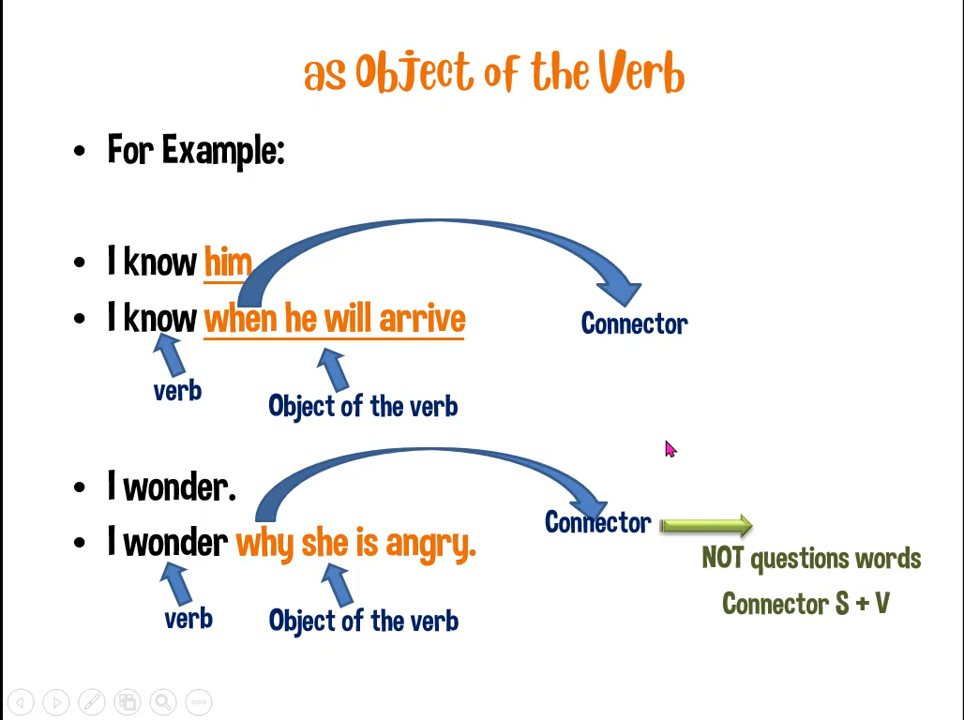 as Object of the Verb
• For Example:
• I know him
• I know when he will arrive
Connector
verb
Object of the verb
• I wonder.
Connector
• I wonder why she is angry.
NOT questions words
Connector S + V
verb
Object of the verb